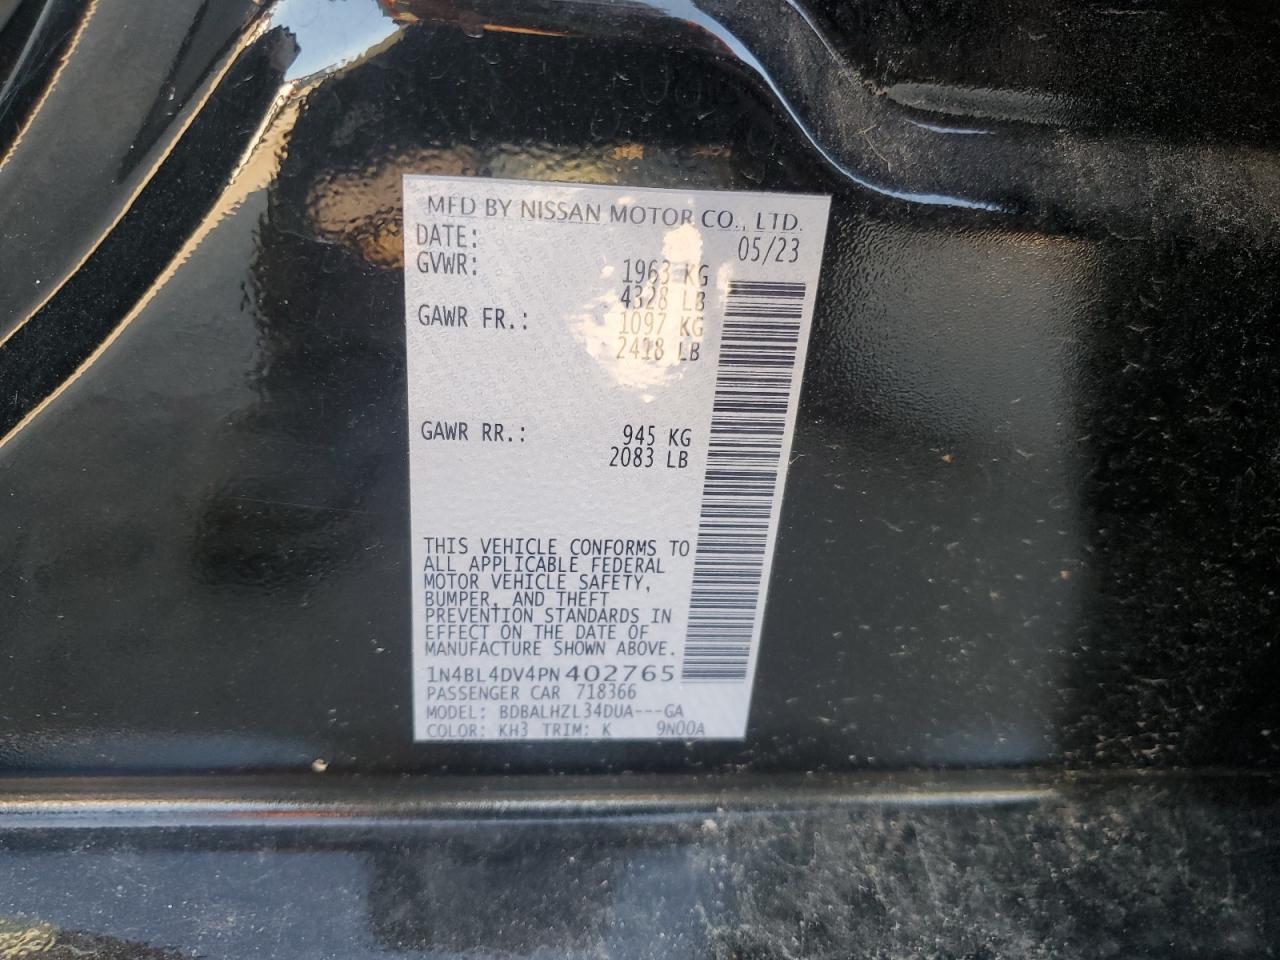 MFD BY NISSAN MOTOR CO., LTD.
DATE: 05/23
GVWR: 1963 KG
4328 LB
GAWR FR.: 1097 KG
2418 LB
GAWR RR.: 945 KG
2083 LB
THIS VEHICLE CONFORMS TO
ALL APPLICABLE FEDERAL
MOTOR VEHICLE SAFETY,
BUMPER, AND THEFT
PREVENTION STANDARDS IN
EFFECT ON THE DATE OF
MANUFACTURE SHOWN ABOVE.
1N4BL4DV4PN402765
PASSENGER CAR 718366
MODEL: BDBALHZL34DUA---GA
COLOR: KH3 TRIM: K 9N00A